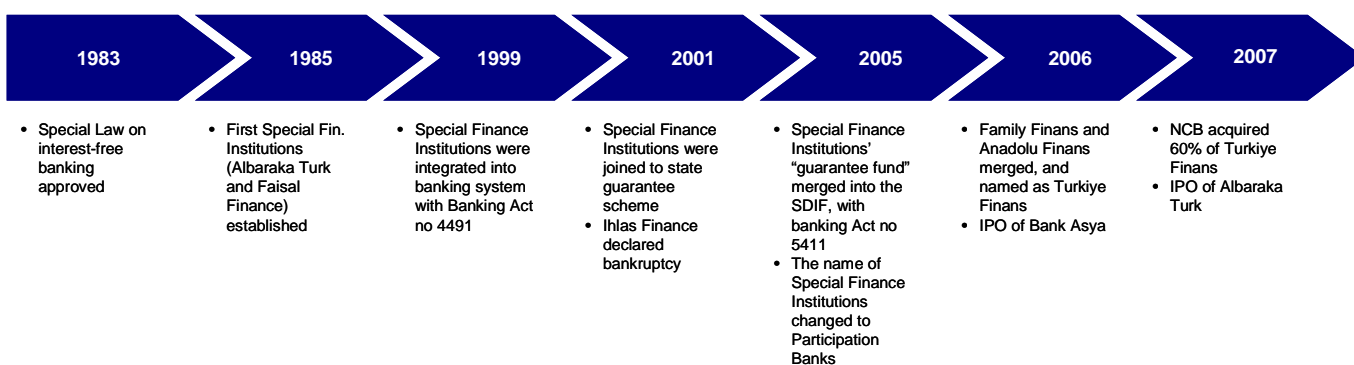 1983
1985
1999
2001
2005
2006
2007
• Special Law on
interest-free
banking
approved
• First Special Fin.
Institutions
(Albaraka Turk
and Faisal
Finance)
established
• Special Finance
Institutions were
integrated into
banking system
with Banking Act
no 4491
• Special Finance
Institutions were
joined to state
guarantee
scheme
• Ihlas Finance
declared
bankruptcy
• Special Finance
Institutions’
“guarantee fund”
merged into the
SDIF, with
banking Act no
5411
• The name of
Special Finance
Institutions
changed to
Participation
Banks
• Family Finans and
Anadolu Finans
merged, and
named as Turkiye
Finans
• IPO of Bank Asya
• NCB acquired
60% of Turkiye
Finans
• IPO of Albaraka
Turk